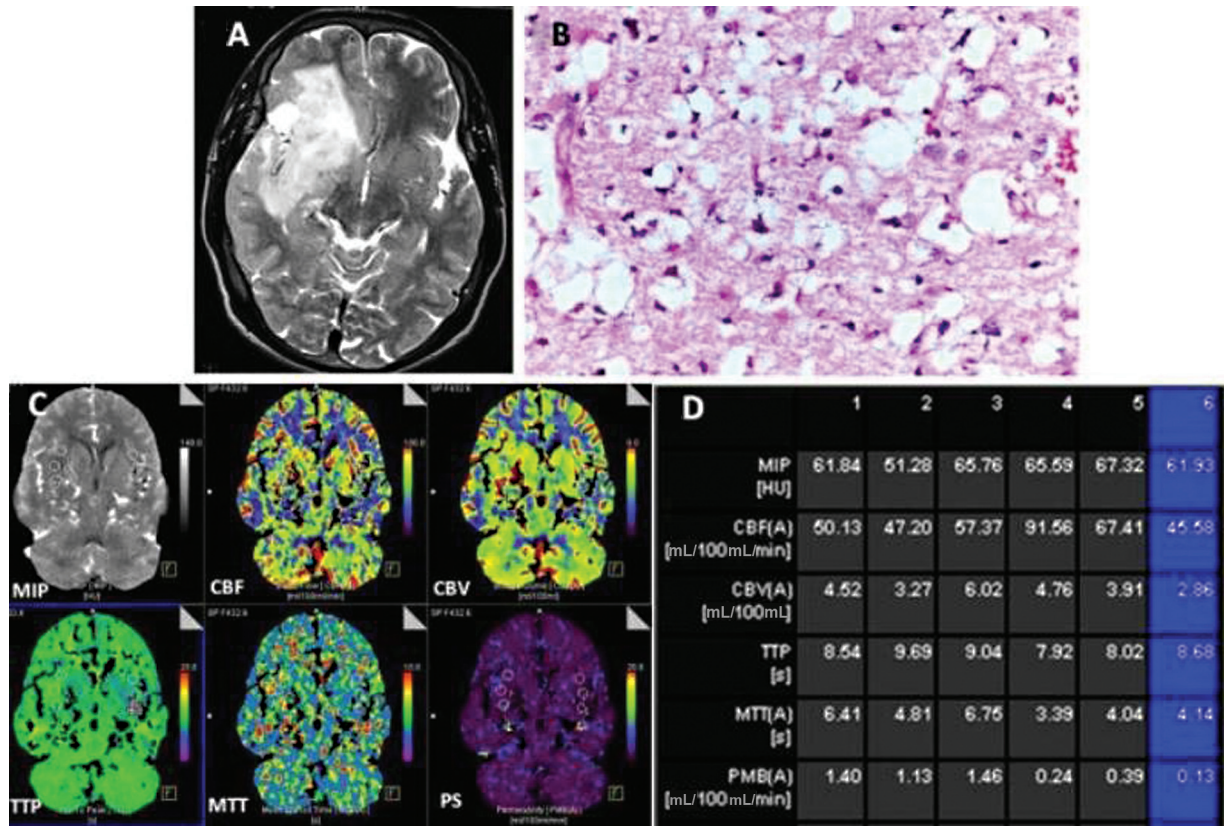 A
B
C
MIP
CBF
CBV
TTP
MTT
PS
D
1 2 3 4 5 6
MIP 61.84 51.28 65.76 65.59 67.32 61.93
[HU]
CBF(A) 50.13 47.20 57.37 91.56 67.41 45.58
[mL/100mL/min]
CBV(A) 4.52 3.27 6.02 4.76 3.91 2.86
[mL/100mL]
TTP 8.54 9.69 9.04 7.92 8.02 8.68
[s]
MTT(A) 6.41 4.81 6.75 3.39 4.04 4.14
[s]
PMB(A) 1.40 1.13 1.46 0.24 0.39 0.13
[mL/100mL/min]